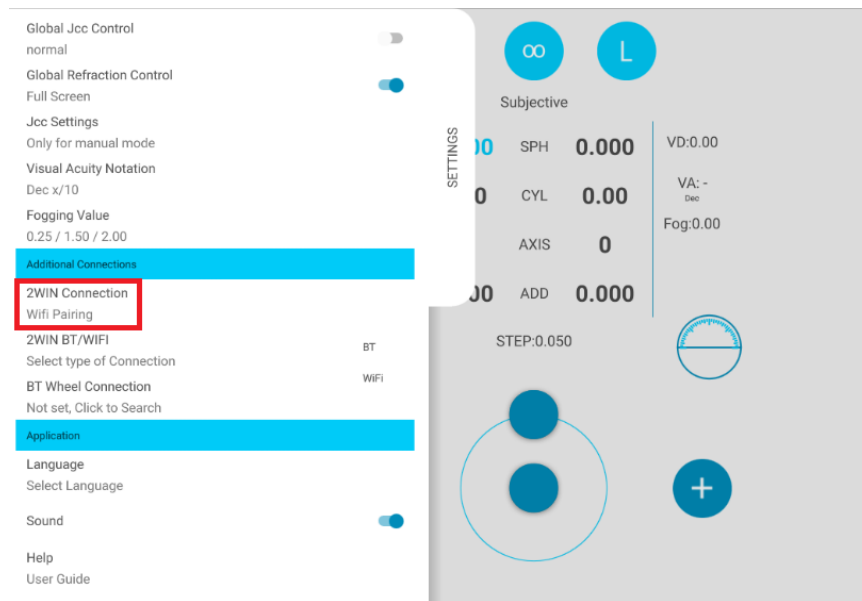 Global Jcc Control
normal
Global Refraction Control
Full Screen
Jcc Settings
Only for manual mode
Visual Acuity Notation
Dec x/10
Fogging Value
0.25 / 1.50 / 2.00
Additional Connections
2WIN Connection
Wifi Pairing
2WIN BT/WIFI
Select type of Connection
BT
WiFi
BT Wheel Connection
Not set, Click to Search
Application
Language
Select Language
Sound
Help
User Guide
SETTINGS
∞ L
Subjective
00 SPH 0.000
0 CYL 0.00
AXIS 0
00 ADD 0.000
STEP:0.050
VD:0.00
VA: -
Dec
Fog:0.00
+